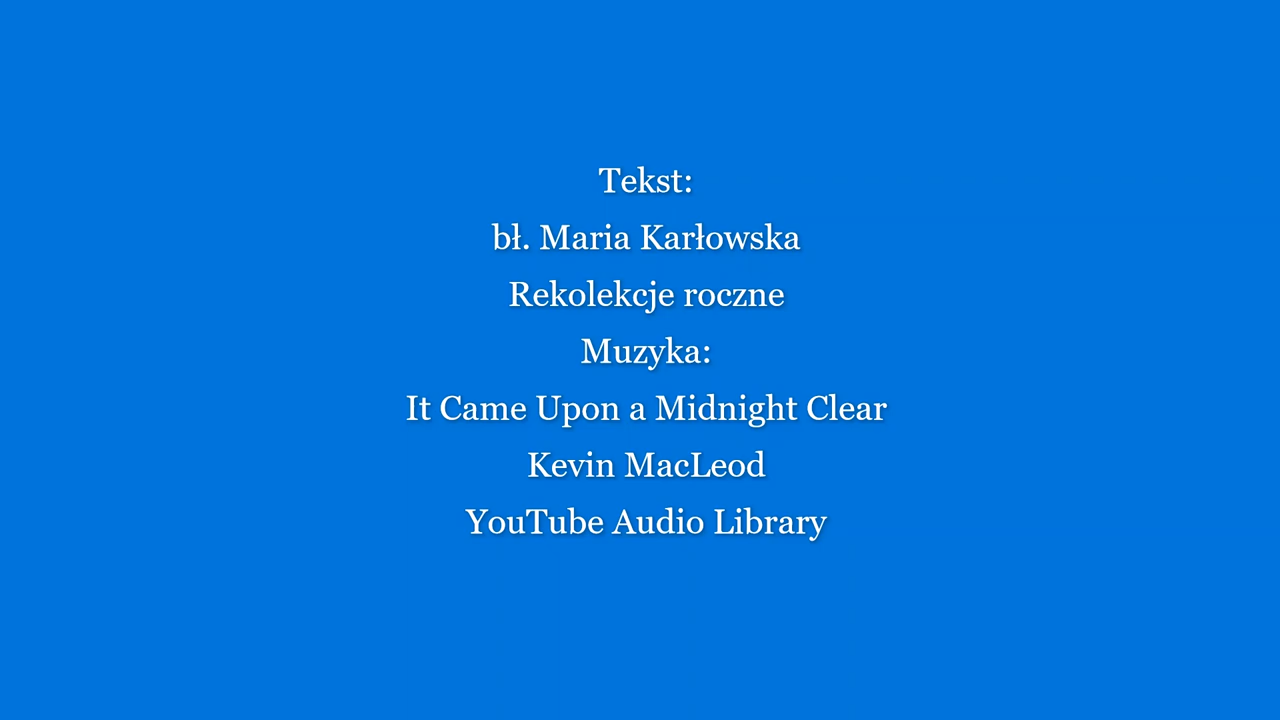 Tekst:
bł. Maria Karłowska
Rekolekcje roczne
Muzyka:
It Came Upon a Midnight Clear
Kevin MacLeod
YouTube Audio Library